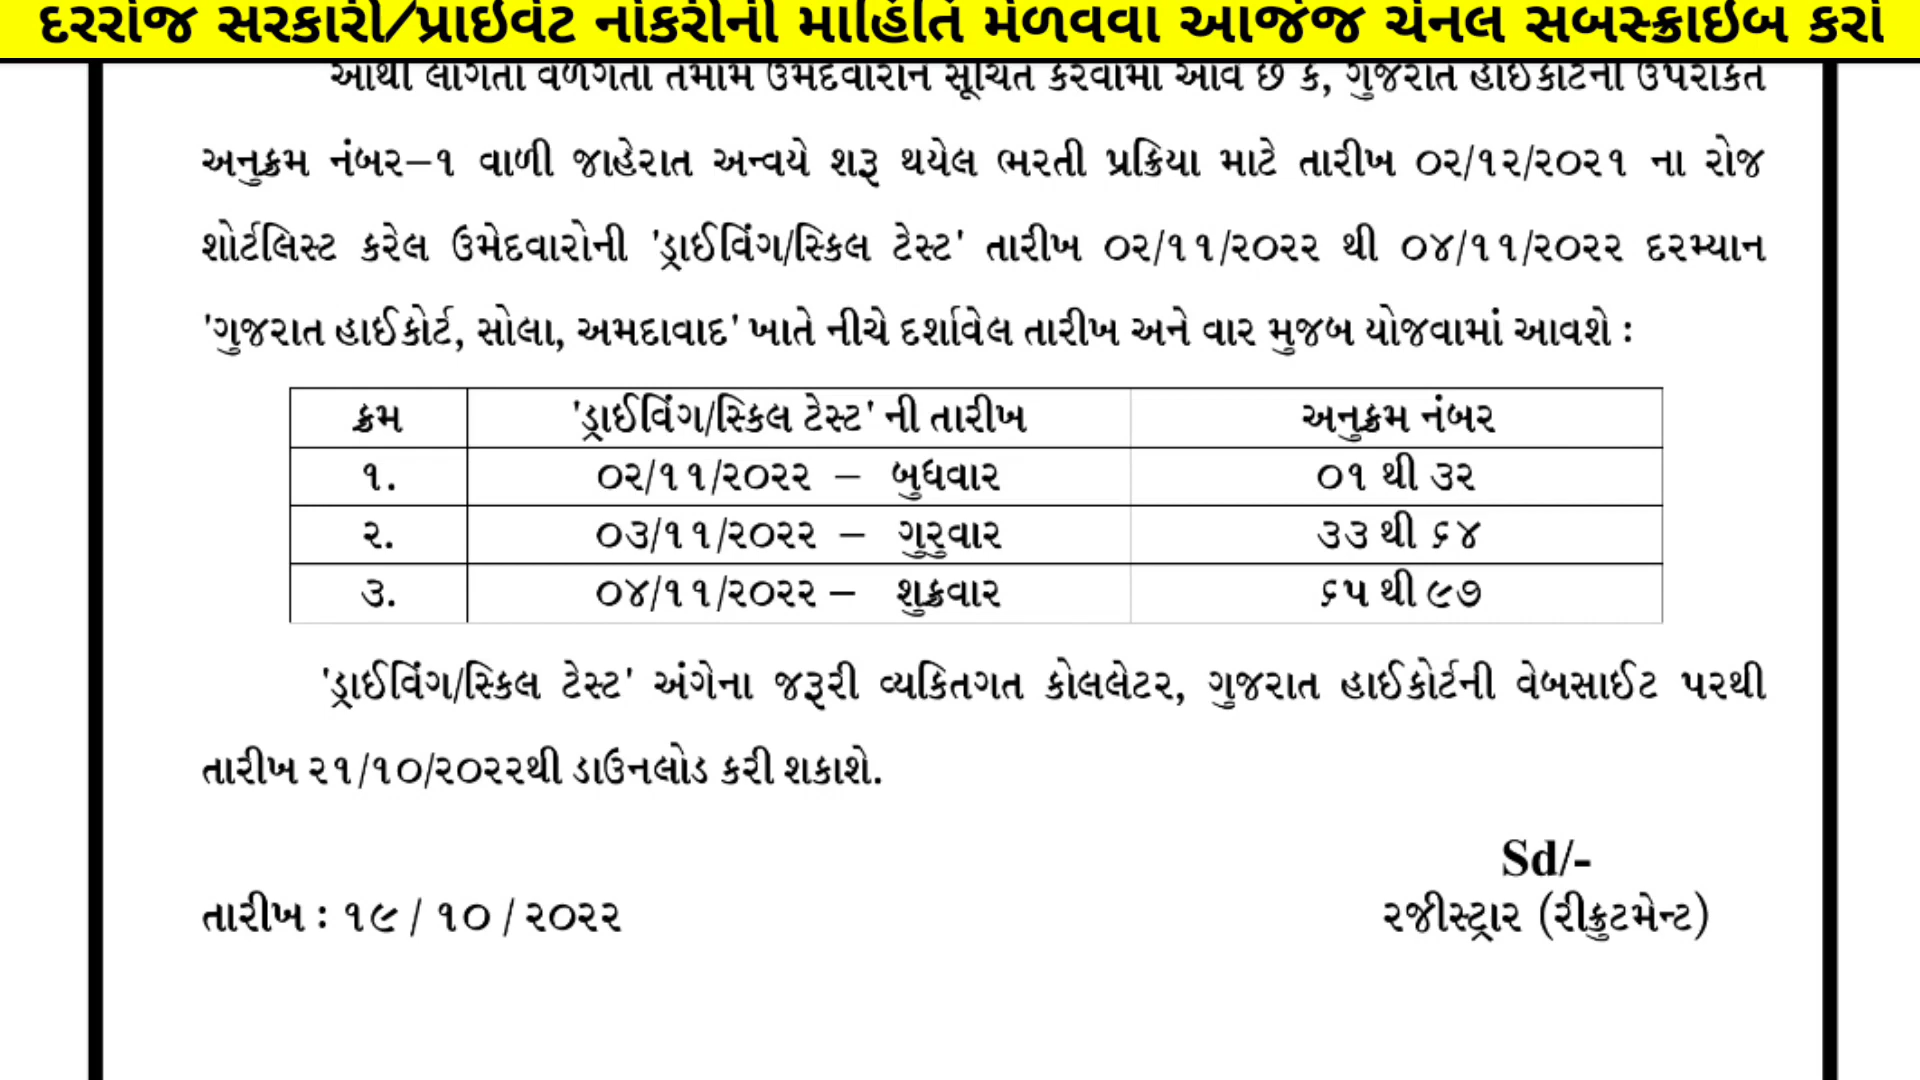 દરરોજ સરકારી/પ્રાઇવેટ નોકરીની માહિતિ મેળવવા આજેજ ચેનલ સબસ્ક્રાઇબ કરો
આથી લાગતા વળગતા તમામ ઉમેદવારોને સૂચિત કરવામાં આવે છે કે, ગુજરાત હાઈકોર્ટની ઉપરોકત
અનુક્રમ નંબર–૧ વાળી જાહેરાત અન્વયે શરૂ થયેલ ભરતી પ્રક્રિયા માટે તારીખ ૦૨/૧૨/૨૦૨૧ ના રોજ
શોર્ટલિસ્ટ કરેલ ઉમેદવારોની 'ડ્રાઈવિંગ/સ્કિલ ટેસ્ટ' તારીખ ૦૨/૧૧/૨૦૨૨ થી ૦૪/૧૧/૨૦૨૨ દરમ્યાન
'ગુજરાત હાઈકોર્ટ, સોલા, અમદાવાદ' ખાતે નીચે દર્શાવેલ તારીખ અને વાર મુજબ યોજવામાં આવશે :
ક્રમ 'ડ્રાઈવિંગ/સ્કિલ ટેસ્ટ' ની તારીખ અનુક્રમ નંબર
૧. ૦૨/૧૧/૨૦૨૨ – બુધવાર ૦૧ થી ૩૨
૨. ૦૩/૧૧/૨૦૨૨ – ગુરુવાર ૩૩ થી ૬૪
૩. ૦૪/૧૧/૨૦૨૨ – શુક્રવાર ૬૫ થી ૯૭
'ડ્રાઈવિંગ/સ્કિલ ટેસ્ટ' અંગેના જરૂરી વ્યકિતગત કોલલેટર, ગુજરાત હાઈકોર્ટની વેબસાઈટ પરથી
તારીખ ૨૧/૧૦/૨૦૨૨થી ડાઉનલોડ કરી શકાશે.
Sd/-
તારીખ : ૧૯ / ૧૦ / ૨૦૨૨ રજીસ્ટ્રાર (રીક્રુટમેન્ટ)